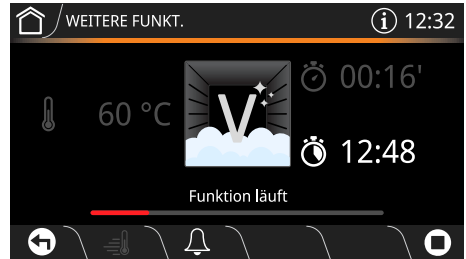 WEITERE FUNKT.
i 12:32
00:16'
60 °C
V
12:48
Funktion läuft